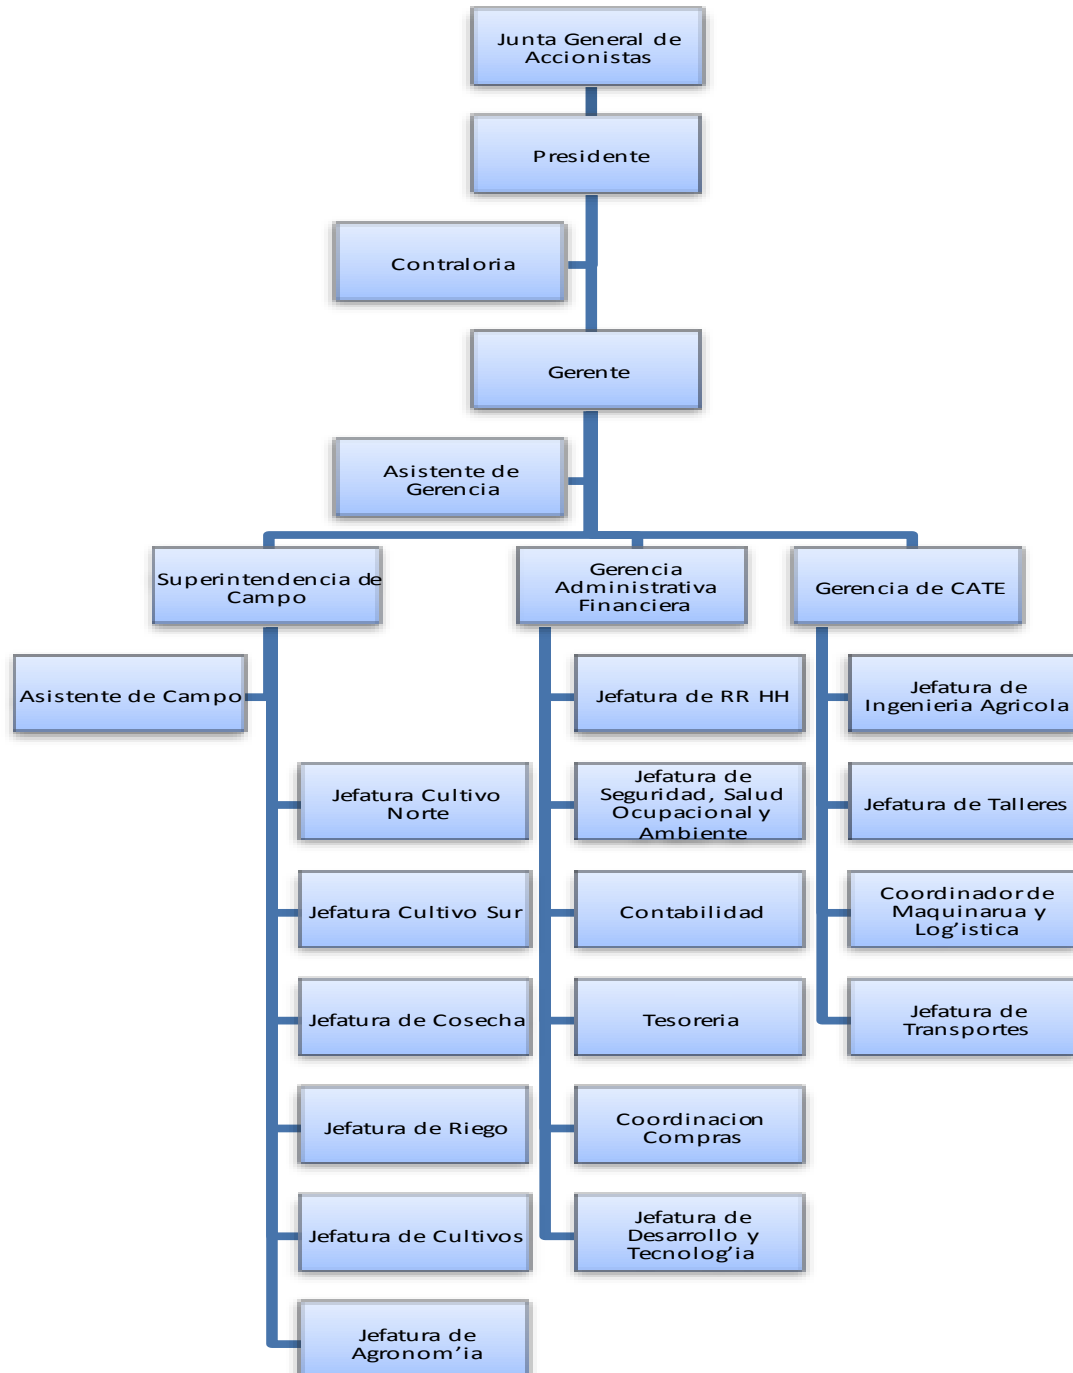 Junta General de
Accionistas
Presidente
Contraloria
Gerente
Asistente de
Gerencia
Superintendencia de
Campo
Gerencia
Administrativa
Financiera
Gerencia de CATE
Asistente de Campo
Jefatura de RR HH
Jefatura de
Ingenieria Agricola
Jefatura Cultivo
Norte
Jefatura de
Seguridad, Salud
Ocupacional y
Ambiente
Jefatura de Talleres
Jefatura Cultivo Sur
Contabilidad
Coordinador de
Maquinarua y
Log’istica
Jefatura de Cosecha
Tesoreria
Jefatura de
Transportes
Jefatura de Riego
Coordinacion
Compras
Jefatura de Cultivos
Jefatura de
Desarrollo y
Tecnolog’ia
Jefatura de
Agronom’ia